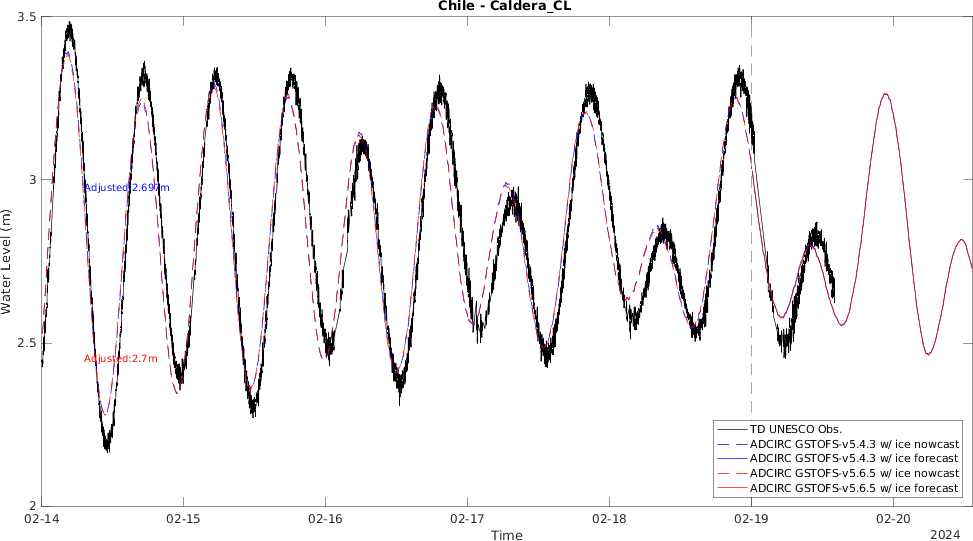 Chile - Caldera_CL
3.5
3
2.5
2
Water Level (m)
Adjusted:2.697m
Adjusted:2.7m
TD UNESCO Obs.
ADCIRC GSTOFS-v5.4.3 w/ ice nowcast
ADCIRC GSTOFS-v5.4.3 w/ ice forecast
ADCIRC GSTOFS-v5.6.5 w/ ice nowcast
ADCIRC GSTOFS-v5.6.5 w/ ice forecast
02-14 02-15 02-16 02-17 02-18 02-19 02-20
Time
2024